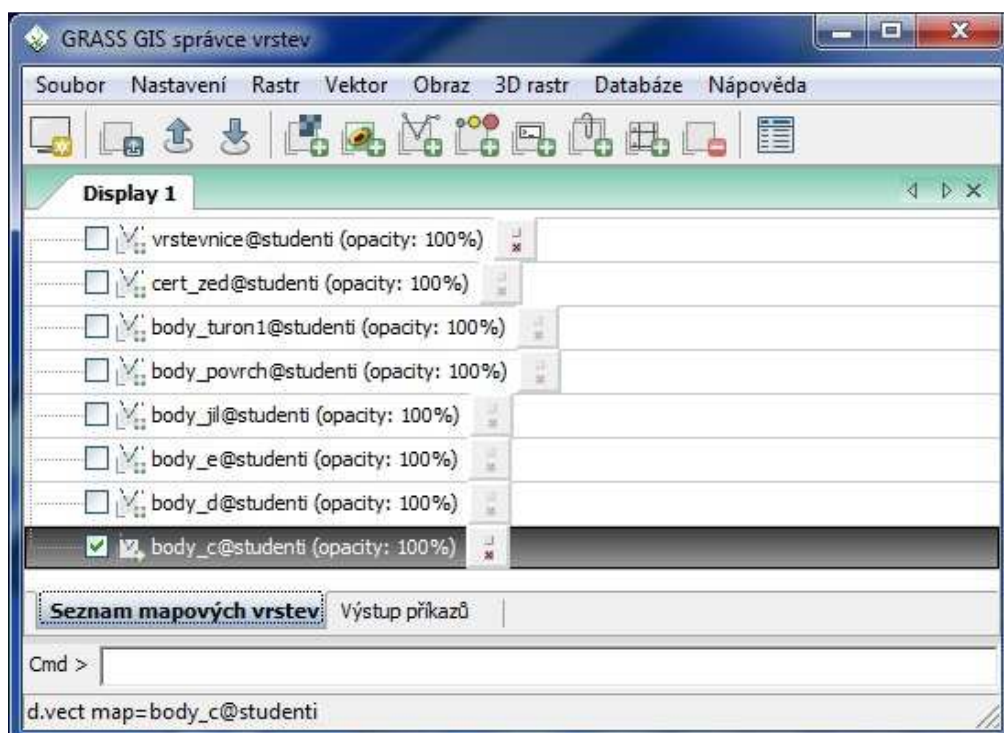 GRASS GIS správce vrstev
Soubor Nastavení Rastr Vektor Obraz 3D rastr Databáze Nápověda
Display 1
vrstevnice@studenti (opacity: 100%)
cert_zed@studenti (opacity: 100%)
body_turon1@studenti (opacity: 100%)
body_povrch@studenti (opacity: 100%)
body_jil@studenti (opacity: 100%)
body_e@studenti (opacity: 100%)
body_d@studenti (opacity: 100%)
body_c@studenti (opacity: 100%)
Seznam mapových vrstev Výstup příkazů
Cmd >
d.vect map=body_c@studenti